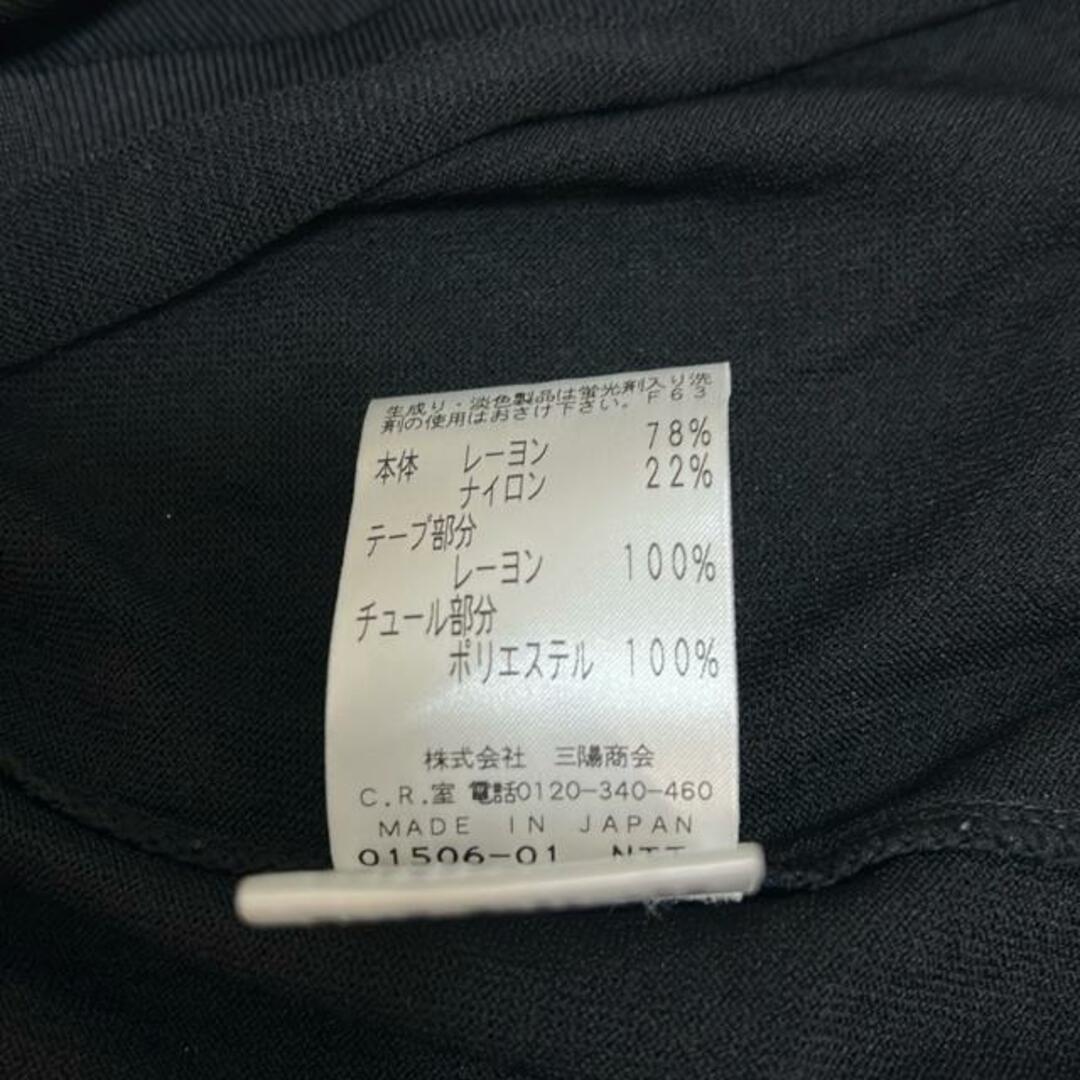 生成り・淡色製品は蛍光剤入り洗
剤の使用はおさけ下さい。F63
本体 レーヨン 78%
ナイロン 22%
テープ部分
レーヨン 100%
チュール部分
ポリエステル 100%
株式会社 三陽商会
C.R.室 電話0120-340-460
MADE IN JAPAN
01506-01